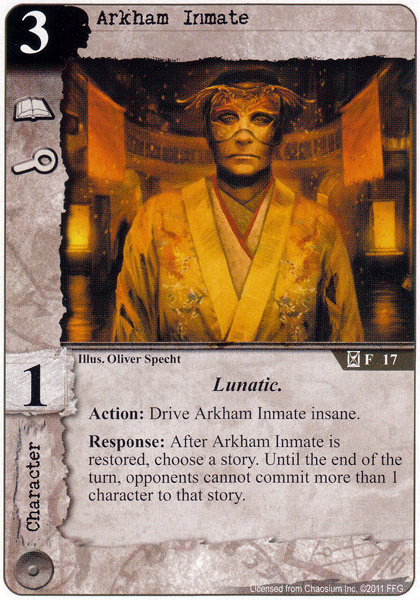 3
Arkham Inmate
Illus. Oliver Specht
F 17
1
Lunatic.
Action: Drive Arkham Inmate insane.
Response: After Arkham Inmate is
restored, choose a story. Until the end of the
turn, opponents cannot commit more than 1
character to that story.
Character
Licensed from Chaosium Inc. ©2011 FFG